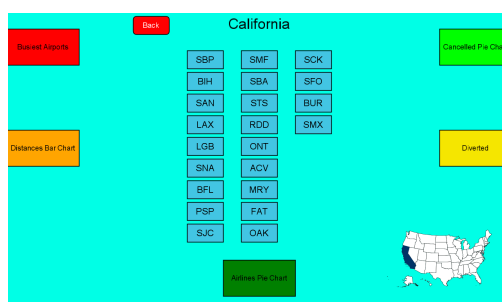 Back
California
Busiest Airports
Cancelled Pie Cha
SBP SMF SCK
BIH SBA SFO
SAN STS BUR
LAX RDD SMX
LGB ONT
SNA ACV
BFL MRY
PSP FAT
SJC OAK
Distances Bar Chart
Diverted
Airlines Pie Chart